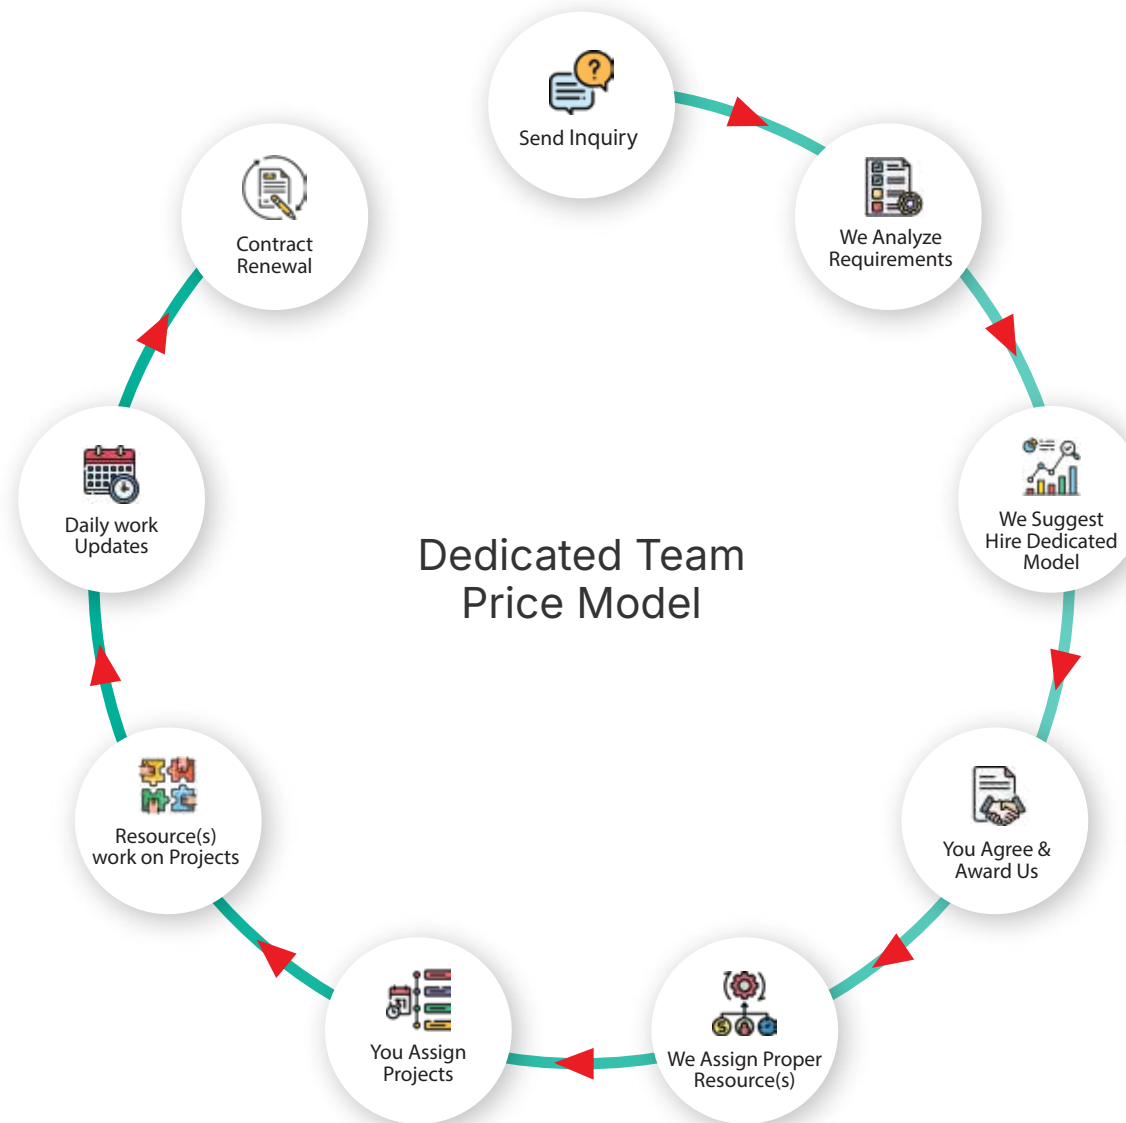 Send Inquiry
We Analyze
Requirements
We Suggest
Hire Dedicated
Model
You Agree &
Award Us
We Assign Proper
Resource(s)
You Assign
Projects
Resource(s)
work on Projects
Daily work
Updates
Contract
Renewal
Dedicated Team
Price Model